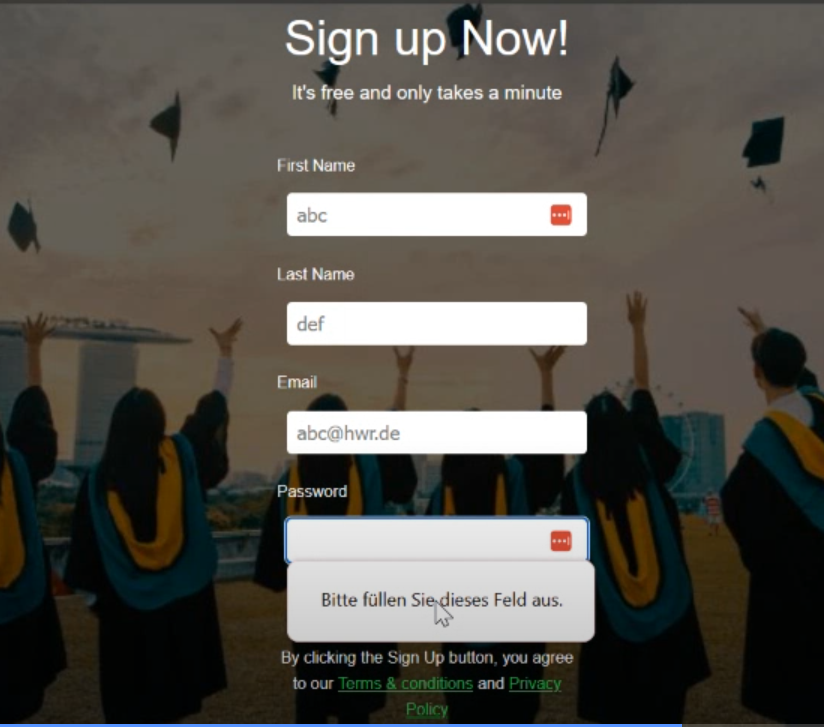 Sign up Now!
It's free and only takes a minute
First Name
abc
Last Name
def
Email
abc@hwr.de
Password
Bitte füllen Sie dieses Feld aus.
By clicking the Sign Up button, you agree
to our Terms & conditions and Privacy
Policy